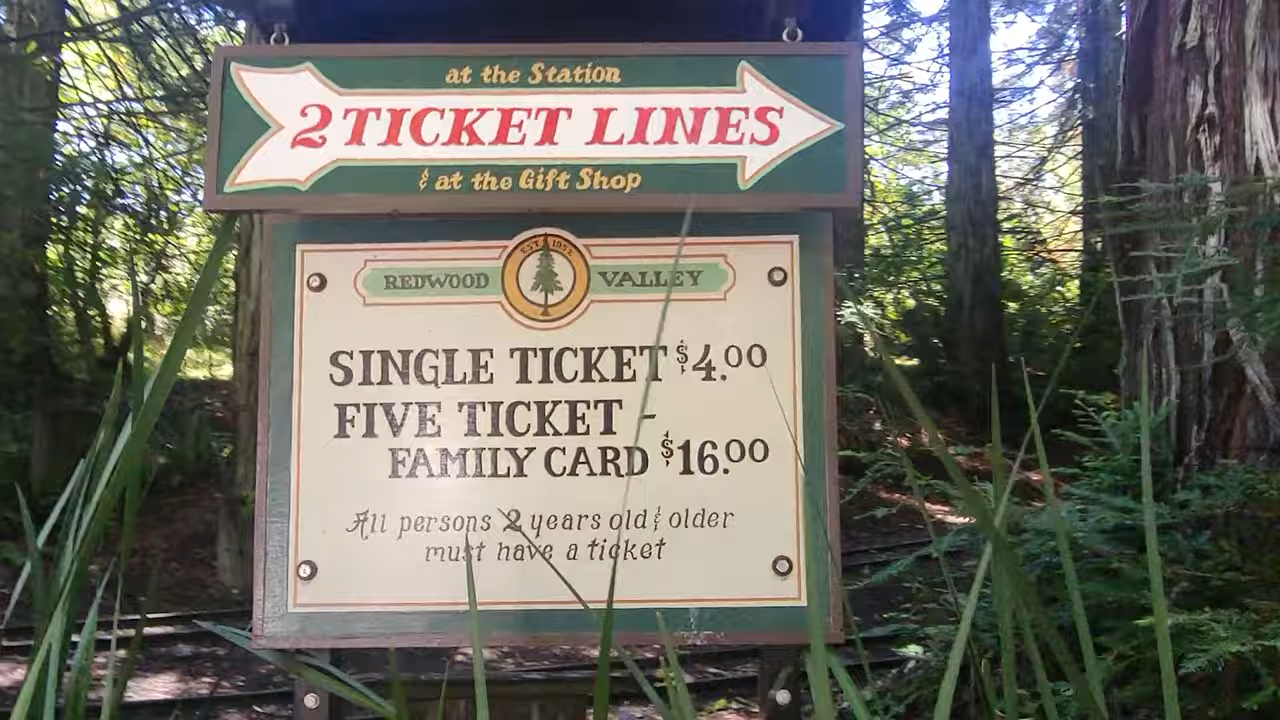 at the Station
2 TICKET LINES
& at the Gift Shop
EST. 1952
REDWOOD VALLEY
SINGLE TICKET $4.00
FIVE TICKET -
FAMILY CARD $16.00
All persons 2 years old & older
must have a ticket